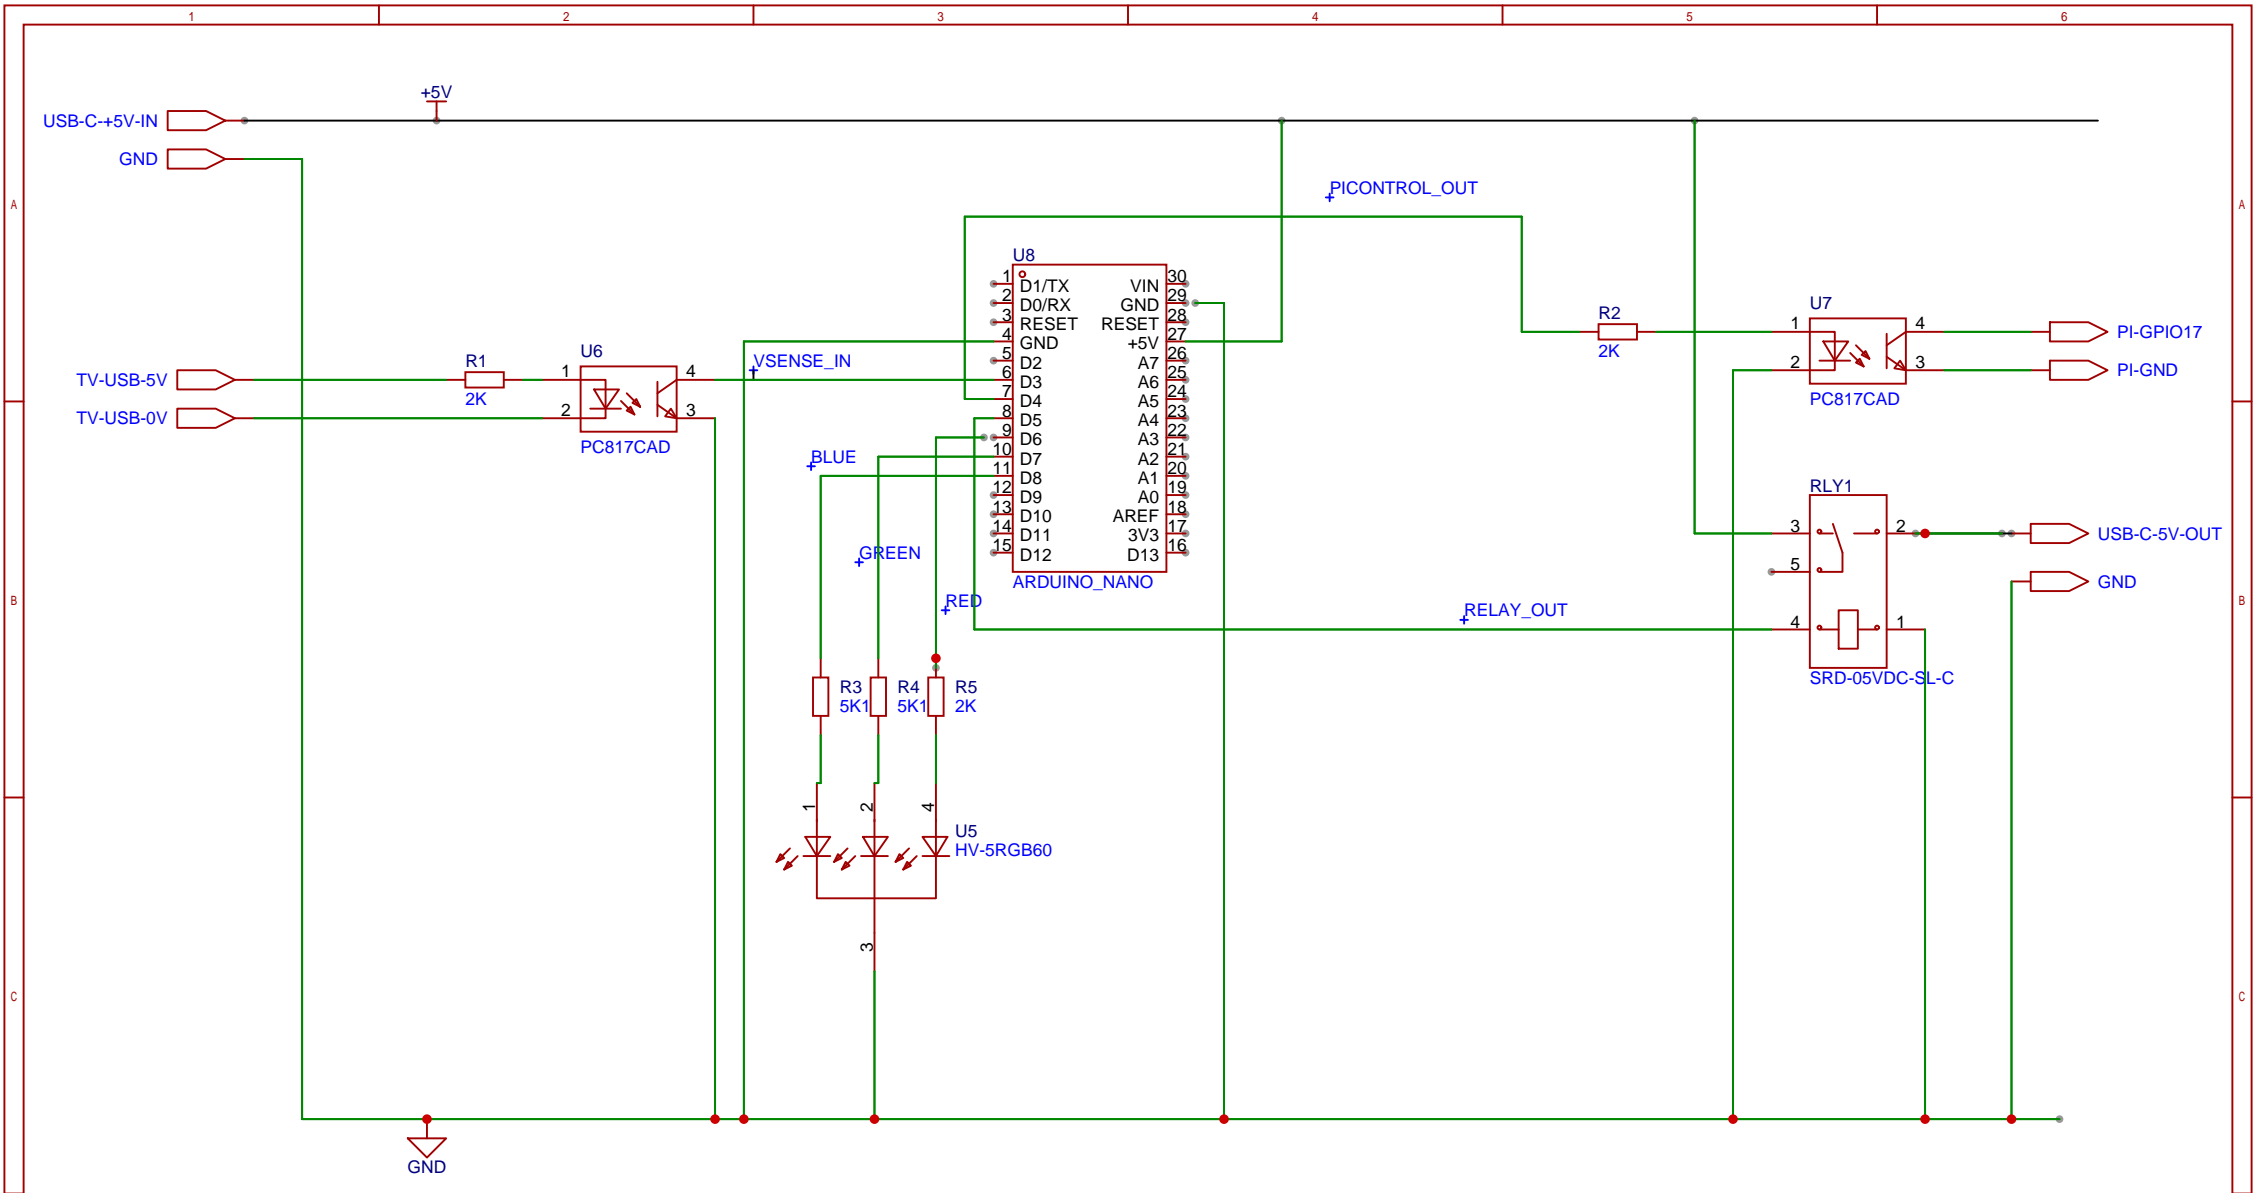 1 2 3 4 5 6
+5V
USB-C-+5V-IN
GND
PICONTROL_OUT
A A
U8
1 D1/TX VIN 30
2 D0/RX GND 29
3 RESET RESET 28
4 GND +5V 27
5 D2 A7 26
6 D3 A6 25
7 D4 A5 24
8 D5 A4 23
9 D6 A3 22
10 D7 A2 21
11 D8 A1 20
12 D9 A0 19
13 D10 AREF 18
14 D11 3V3 17
15 D12 D13 16
ARDUINO_NANO
R2
2K
U7
1 4
2 3
PC817CAD
PI-GPIO17
PI-GND
TV-USB-5V
TV-USB-0V
R1
2K
U6
1 4
2 3
PC817CAD
VSENSE_IN
BLUE
GREEN
RED
RLY1
3 2
5
4 1
SRD-05VDC-SL-C
USB-C-5V-OUT
GND
RELAY_OUT
B B
R3
5K1
R4
5K1
R5
2K
1 2 4
U5
HV-5RGB60
3
C C
GND